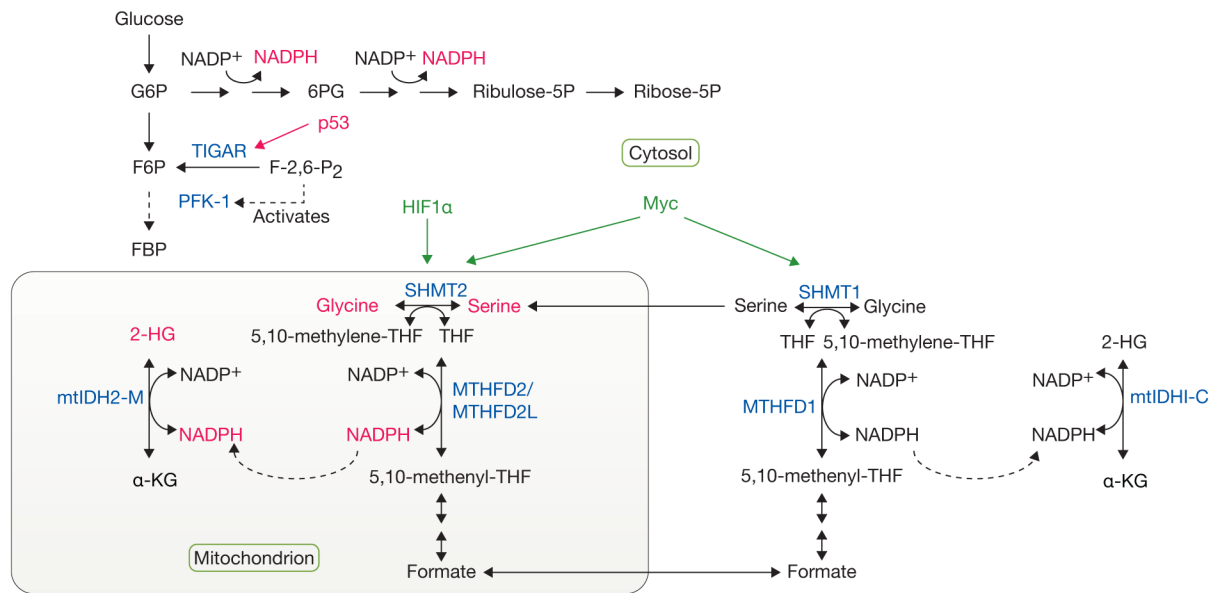 Glucose
NADP+ NADPH NADP+ NADPH
G6P 6PG Ribulose-5P Ribose-5P
p53
TIGAR
Cytosol
F6P F-2,6-P2
PFK-1
Activates
HIF1α Myc
FBP
SHMT2 SHMT1
Glycine Serine Serine Glycine
5,10-methylene-THF THF THF 5,10-methylene-THF
2-HG 2-HG
NADP+ NADP+ NADP+ NADP+
mtIDH2-M MTHFD2/ MTHFD1 mtIDHI-C
MTHFD2L
NADPH NADPH NADPH NADPH
α-KG 5,10-methenyl-THF 5,10-methenyl-THF α-KG
Mitochondrion
Formate Formate